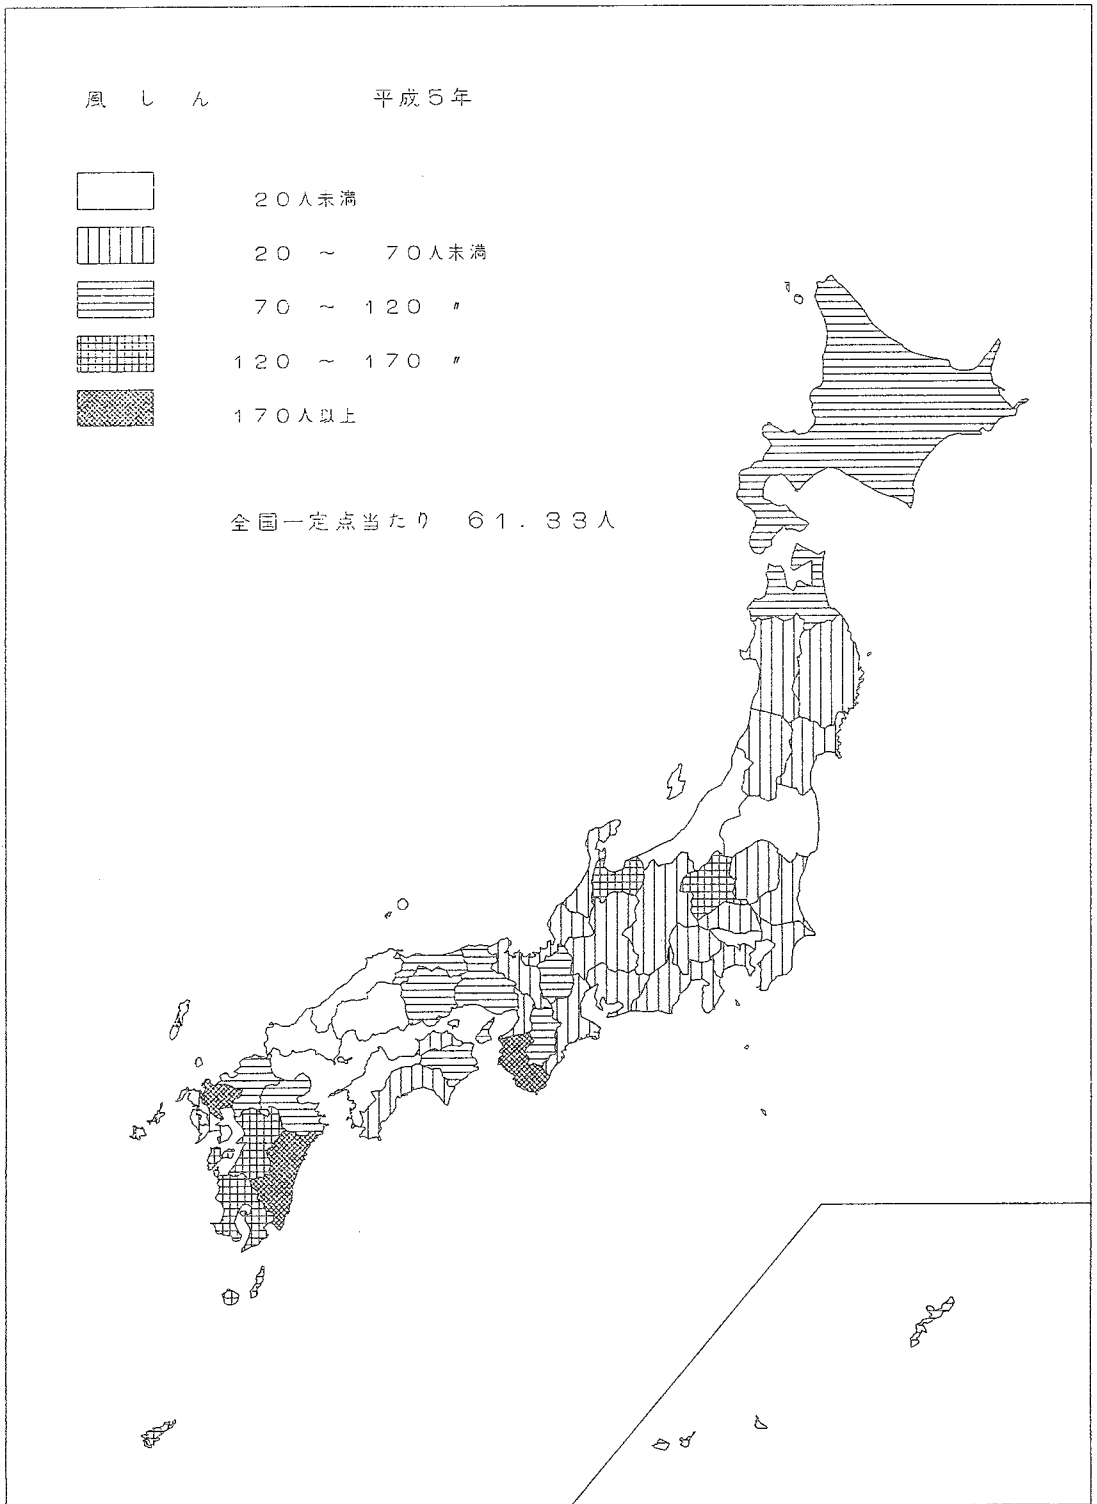 風しん 平成5年
20人未満
20 ～ 70人未満
70 ～ 120 〃
120 ～ 170 〃
170人以上
全国一定点当たり 61.33人